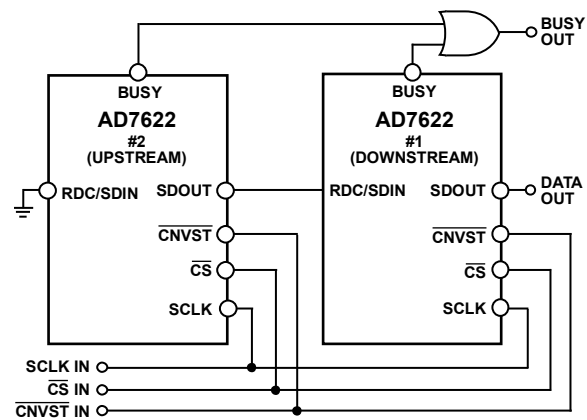 BUSY
OUT
BUSY
BUSY
AD7622
#2
(UPSTREAM)
AD7622
#1
(DOWNSTREAM)
RDC/SDIN
SDOUT
RDC/SDIN
SDOUT
DATA
OUT
CNVST
CNVST
CS
CS
SCLK
SCLK
SCLK IN
CS IN
CNVST IN